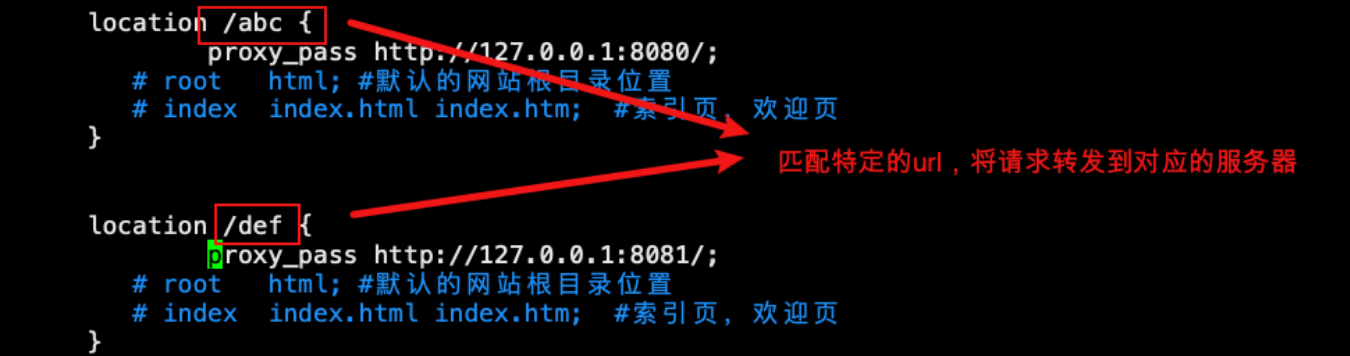 location /abc {
proxy_pass http://127.0.0.1:8080/;
# root html; #默认的网站根目录位置
# index index.html index.htm; #索引页，欢迎页
}
匹配特定的url，将请求转发到对应的服务器
location /def {
proxy_pass http://127.0.0.1:8081/;
# root html; #默认的网站根目录位置
# index index.html index.htm; #索引页，欢迎页
}